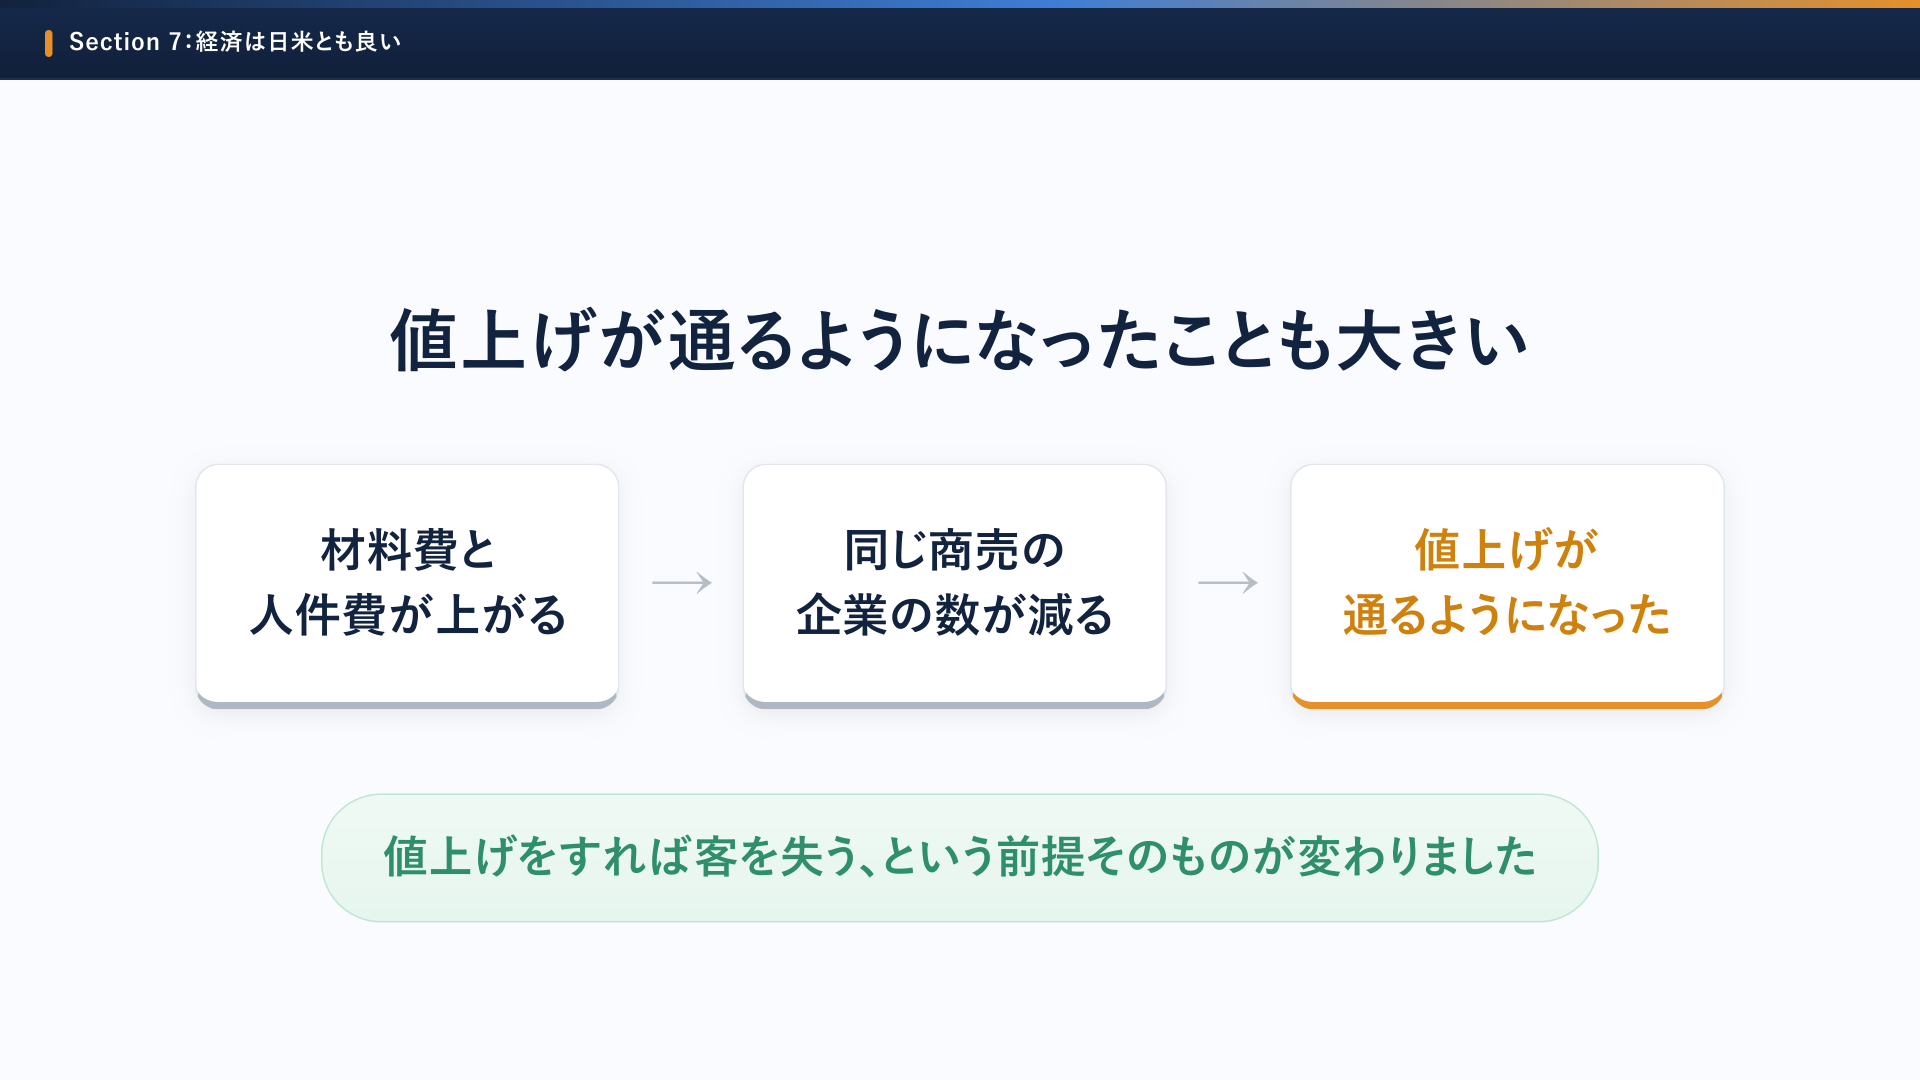 Section 7：経済は日米とも良い
値上げが通るようになったことも大きい
材料費と
人件費が上がる
→
同じ商売の
企業の数が減る
→
値上げが
通るようになった
値上げをすれば客を失う、という前提そのものが変わりました